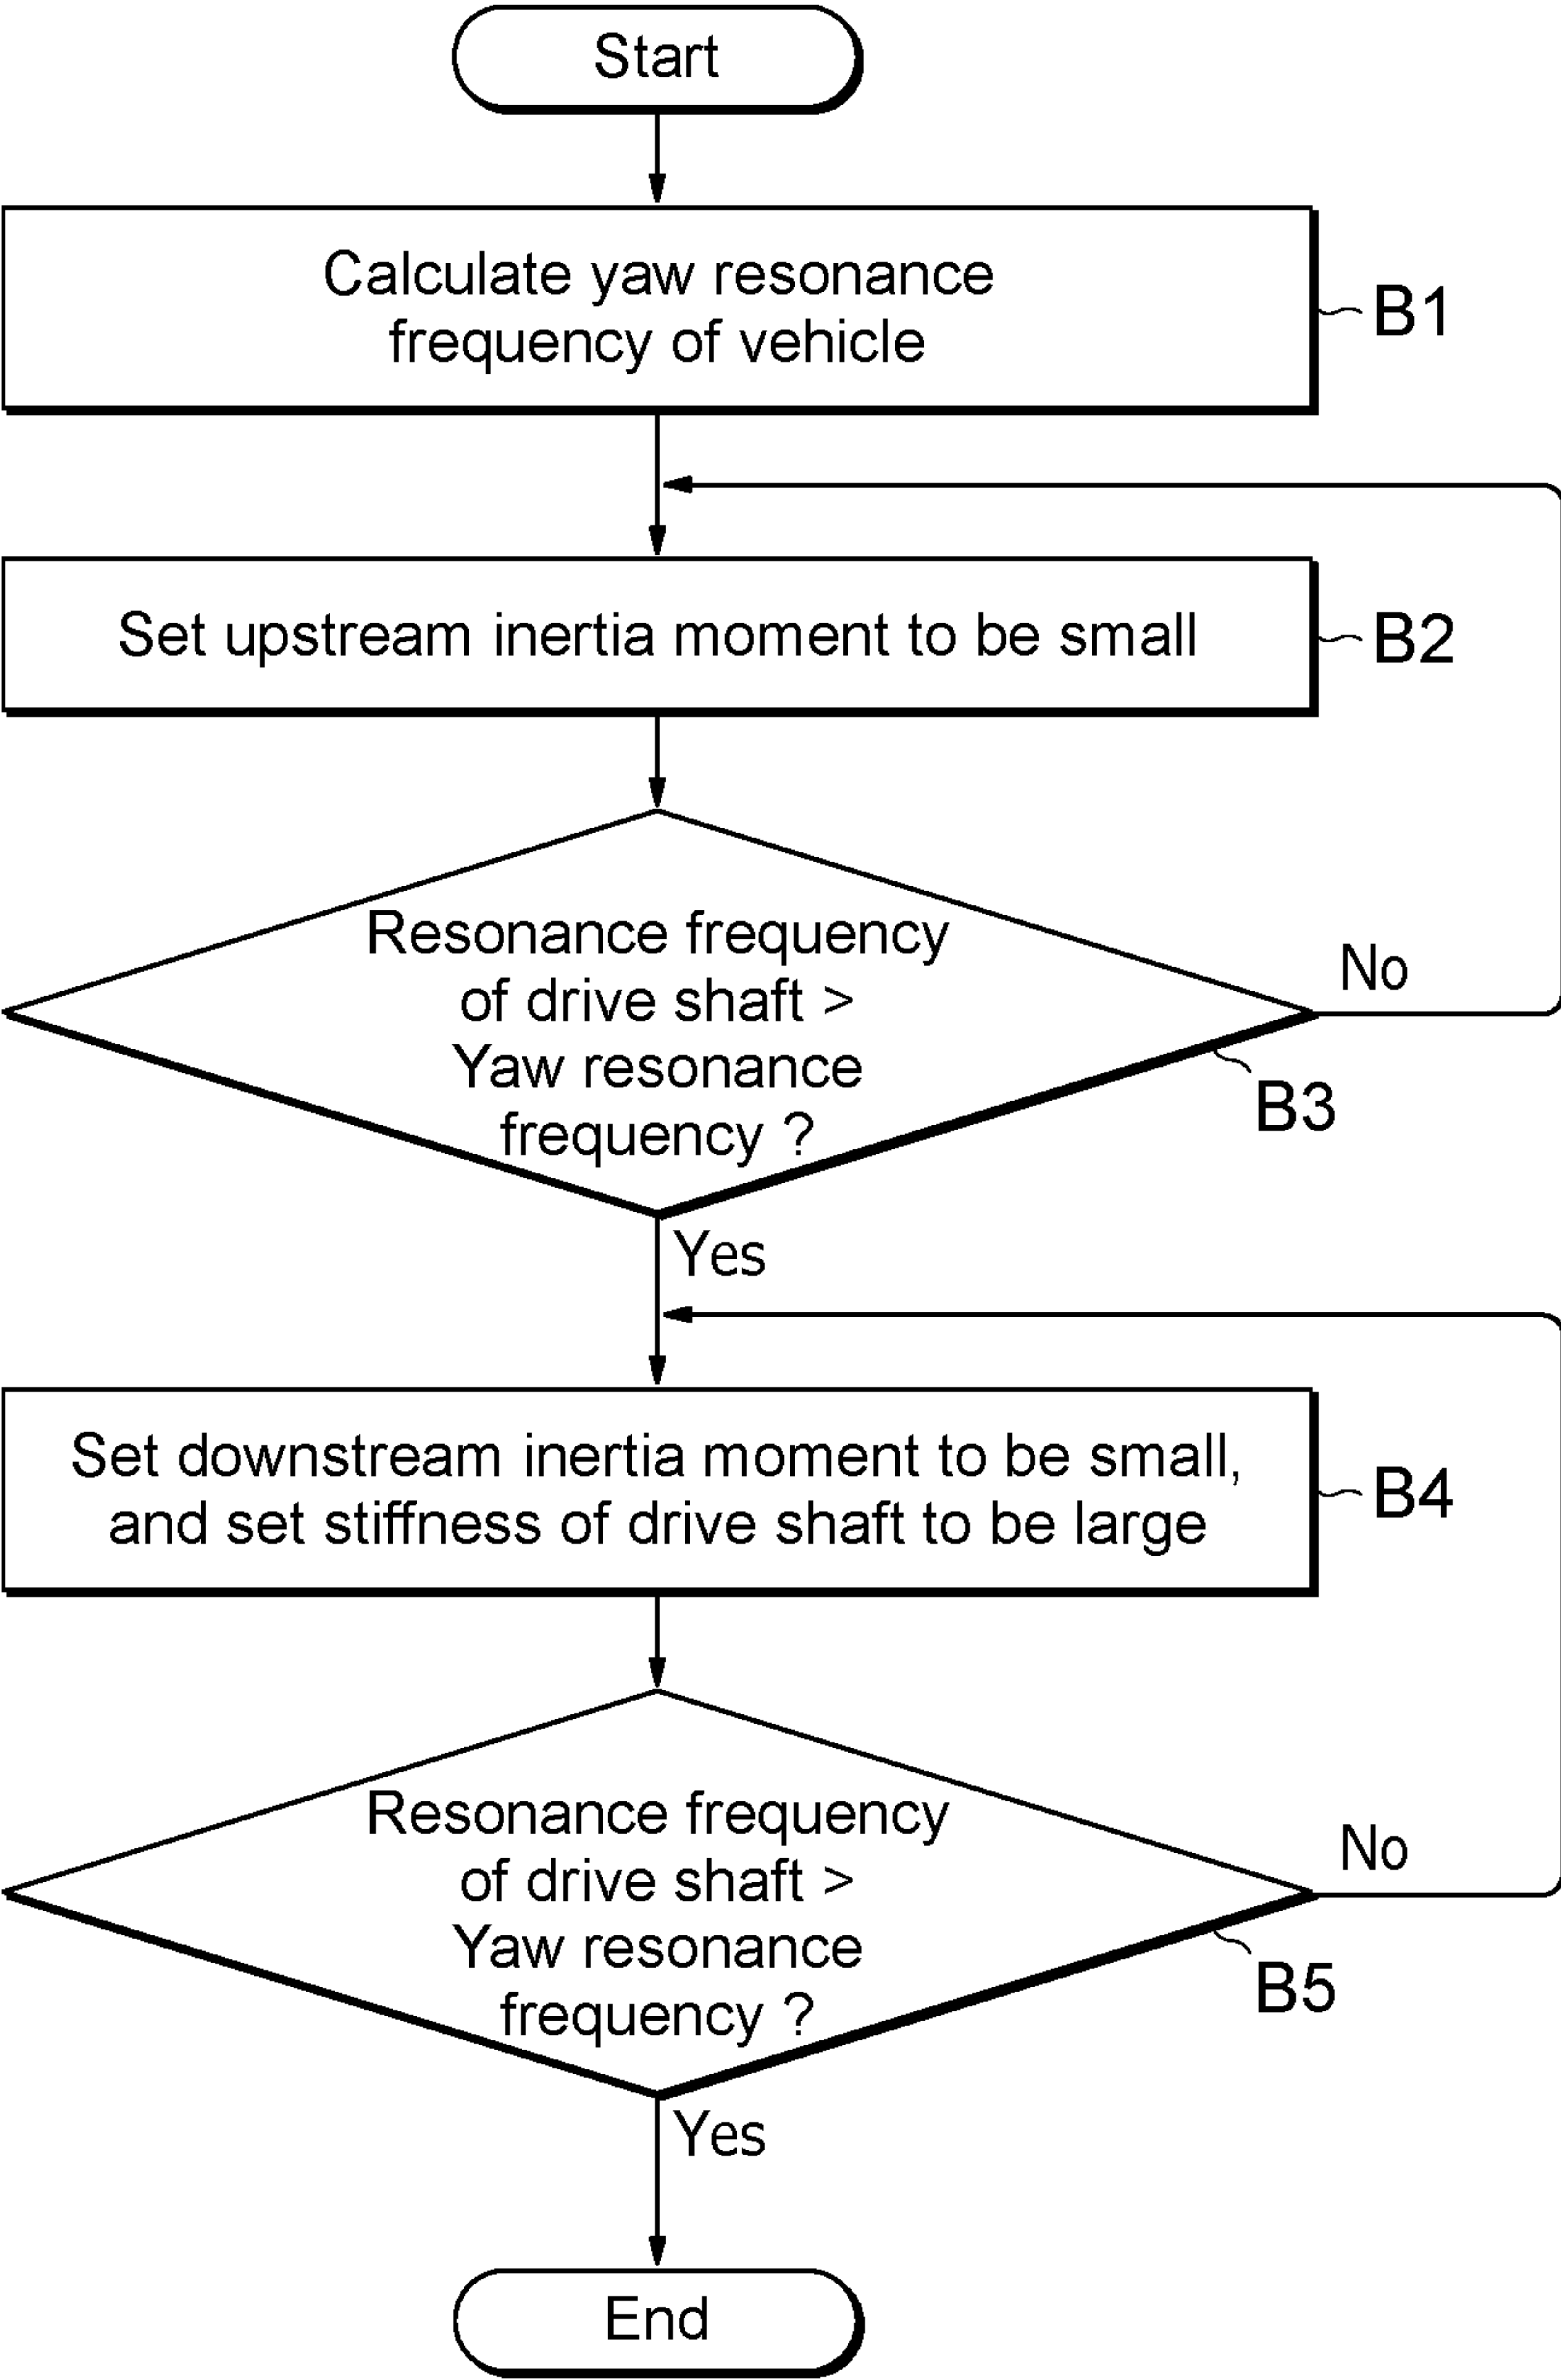 Start
Calculate yaw resonance
frequency of vehicle
B1
Set upstream inertia moment to be small
B2
Resonance frequency
of drive shaft >
Yaw resonance
frequency ?
No
B3
Yes
Set downstream inertia moment to be small,
and set stiffness of drive shaft to be large
B4
Resonance frequency
of drive shaft >
Yaw resonance
frequency ?
No
B5
Yes
End